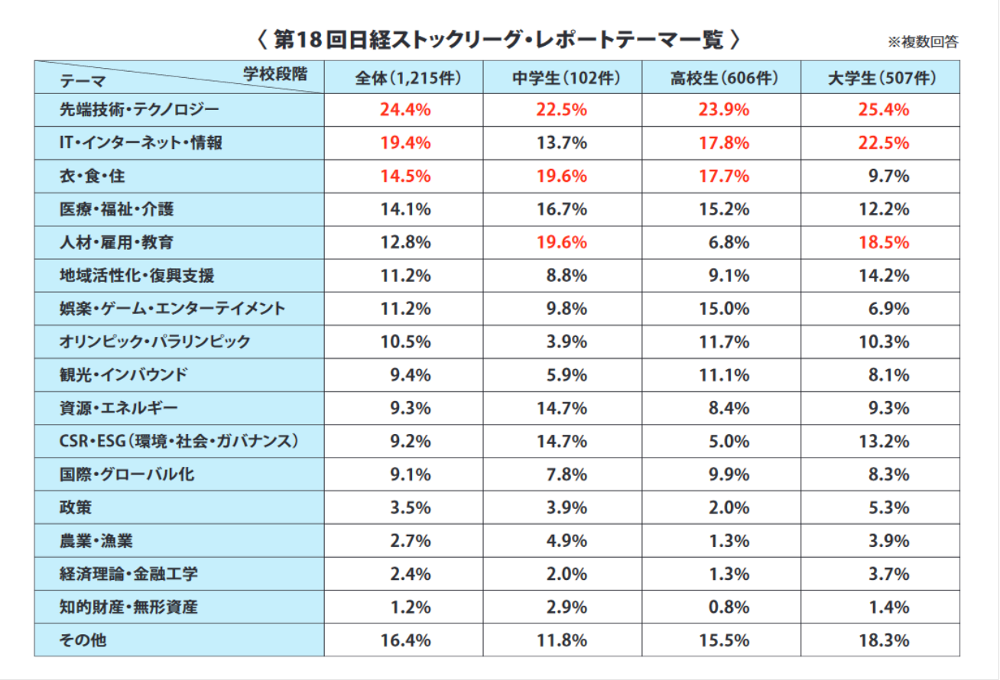 〈 第18回日経ストックリーグ・レポートテーマ一覧 〉
※複数回答
テーマ 学校段階 全体(1,215件) 中学生(102件) 高校生(606件) 大学生(507件)
先端技術・テクノロジー 24.4% 22.5% 23.9% 25.4%
IT・インターネット・情報 19.4% 13.7% 17.8% 22.5%
衣・食・住 14.5% 19.6% 17.7% 9.7%
医療・福祉・介護 14.1% 16.7% 15.2% 12.2%
人材・雇用・教育 12.8% 19.6% 6.8% 18.5%
地域活性化・復興支援 11.2% 8.8% 9.1% 14.2%
娯楽・ゲーム・エンターテイメント 11.2% 9.8% 15.0% 6.9%
オリンピック・パラリンピック 10.5% 3.9% 11.7% 10.3%
観光・インバウンド 9.4% 5.9% 11.1% 8.1%
資源・エネルギー 9.3% 14.7% 8.4% 9.3%
CSR・ESG(環境・社会・ガバナンス) 9.2% 14.7% 5.0% 13.2%
国際・グローバル化 9.1% 7.8% 9.9% 8.3%
政策 3.5% 3.9% 2.0% 5.3%
農業・漁業 2.7% 4.9% 1.3% 3.9%
経済理論・金融工学 2.4% 2.0% 1.3% 3.7%
知的財産・無形資産 1.2% 2.9% 0.8% 1.4%
その他 16.4% 11.8% 15.5% 18.3%